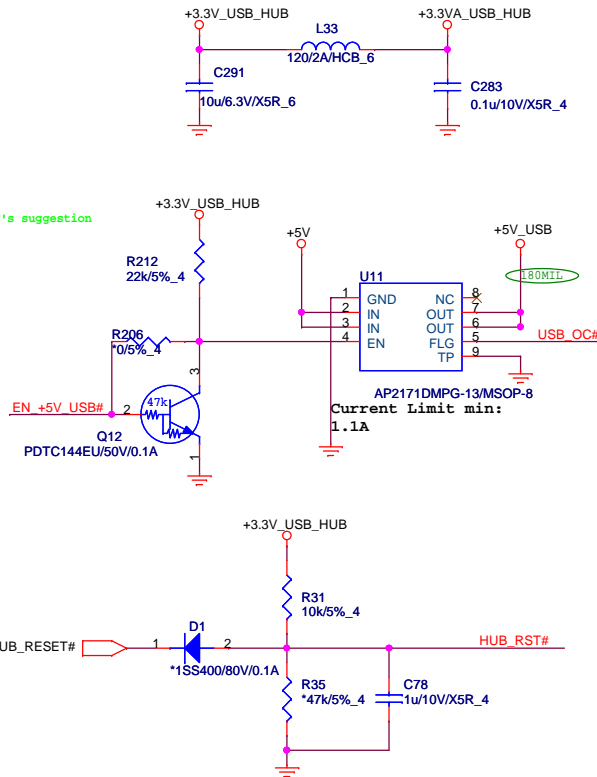 +3.3V_USB_HUB
+3.3VA_USB_HUB
L33
120/2A/HCB_6
C291
10u/6.3V/X5R_6
C283
0.1u/10V/X5R_4
's suggestion
+3.3V_USB_HUB
R212
22k/5%_4
+5V
+5V_USB
180MIL
U11
1 GND NC 8
2 IN OUT 7
3 IN OUT 6
4 EN FLG 5
TP 9
USB_OC#
R206
*0/5%_4
3
EN_+5V_USB#
2
47k
1
Q12
PDTC144EU/50V/0.1A
AP2171DMPG-13/MSOP-8
Current Limit min:
1.1A
+3.3V_USB_HUB
R31
10k/5%_4
UB_RESET#
1
D1
2
*1SS400/80V/0.1A
HUB_RST#
R35
*47k/5%_4
C78
1u/10V/X5R_4